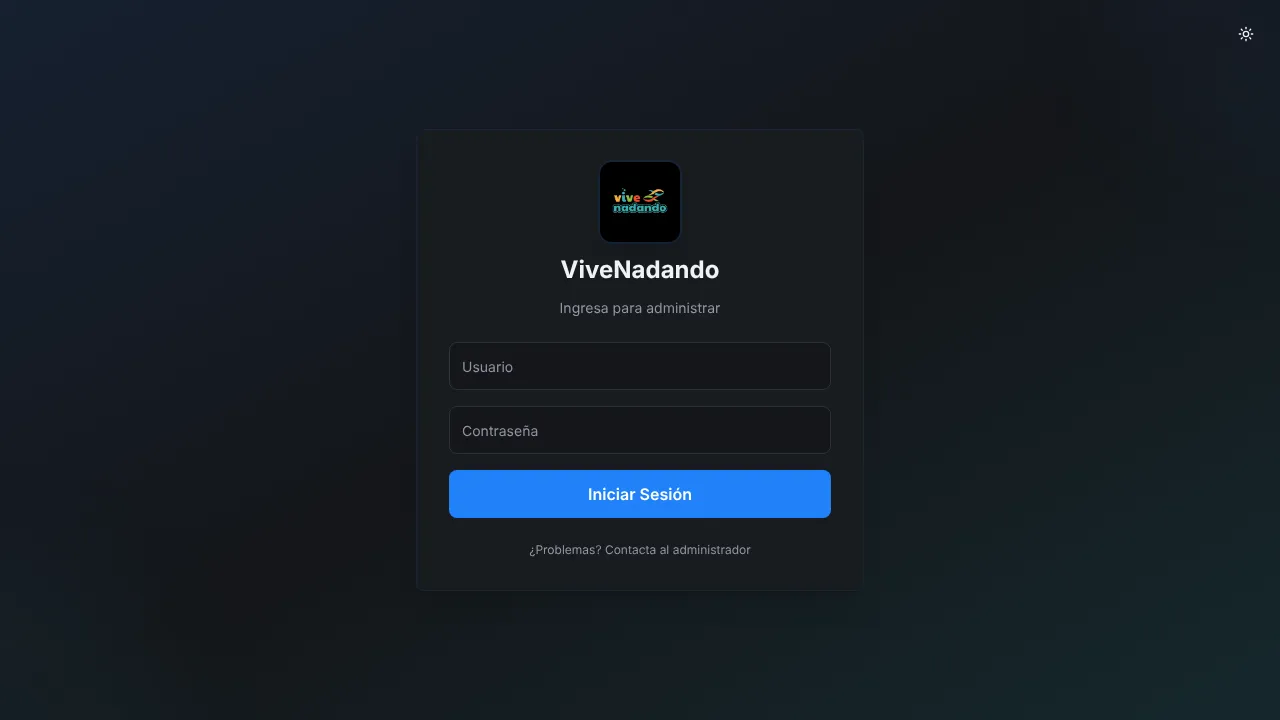 vive
nadando
ViveNadando
Ingresa para administrar
Usuario
Contraseña
Iniciar Sesión
¿Problemas? Contacta al administrador